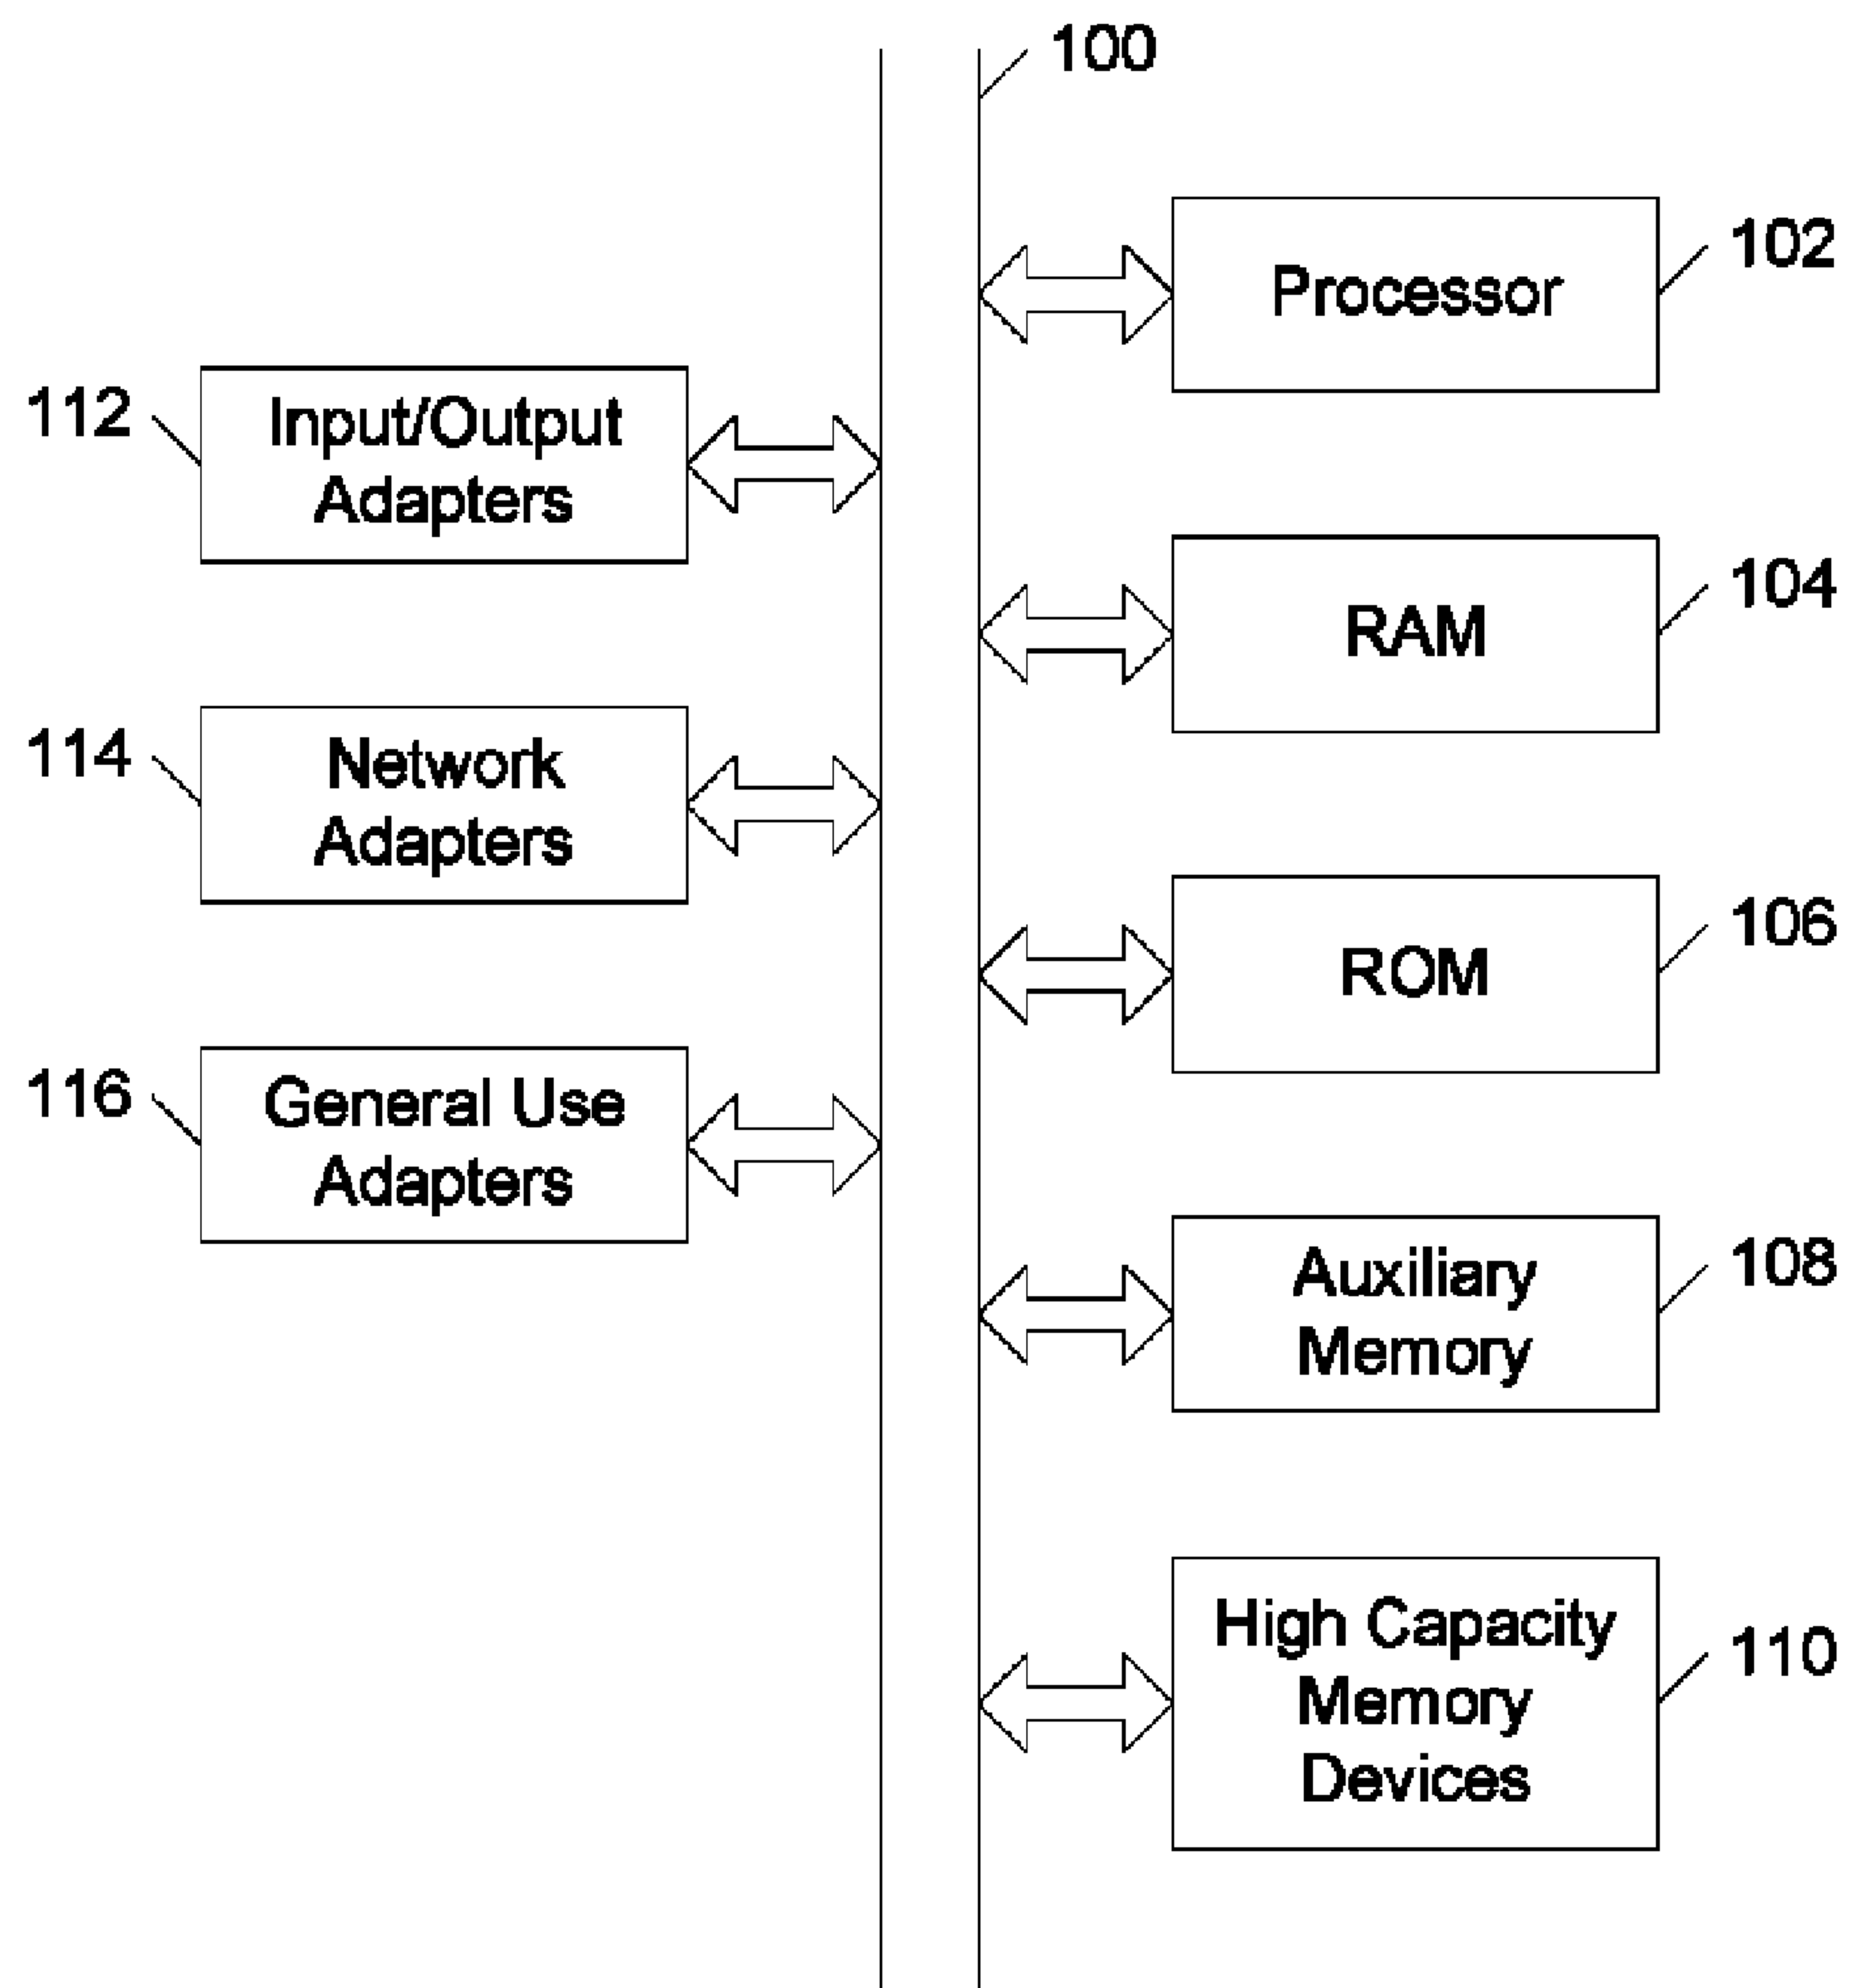 100
Processor
102
112
Input/Output
Adapters
RAM
104
114
Network
Adapters
ROM
106
116
General Use
Adapters
Auxiliary
Memory
108
High Capacity
Memory
Devices
110